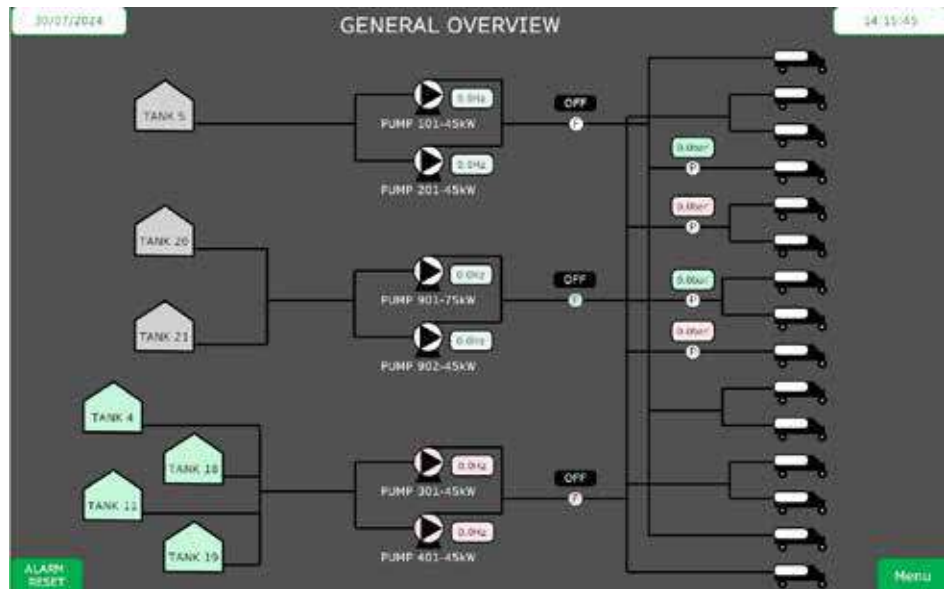 30/07/2024
GENERAL OVERVIEW
14:15:45
TANK 5
0.0Hz
PUMP 101-45kW
OFF
F
0.0Hz
PUMP 201-45kW
0.0bar
P
TANK 20
0.0bar
P
0.0Hz
PUMP 901-75kW
OFF
F
0.0bar
P
TANK 21
0.0Hz
PUMP 902-45kW
0.0bar
P
TANK 4
TANK 18
0.0Hz
PUMP 301-45kW
OFF
F
TANK 11
0.0Hz
PUMP 401-45kW
TANK 19
ALARM
RESET
Menu